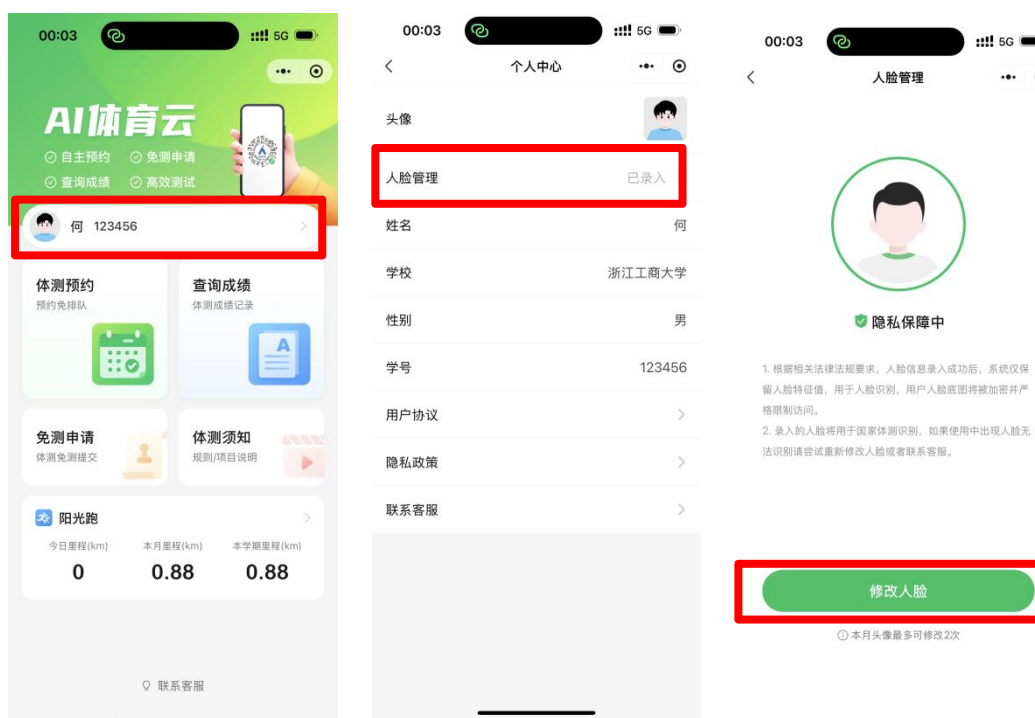 00:03
5G
AI体育云
自主预约 免测申请
查询成绩 高效测试
何 123456
体测预约
预约免排队
查询成绩
体测成绩记录
A
免测申请
体测免测提交
体测须知
规则/项目说明
阳光跑
今日里程(km) 本月里程(km) 本学期里程(km)
0 0.88 0.88
联系客服
00:03
5G
个人中心
头像
人脸管理 已录入
姓名 何
学校 浙江工商大学
性别 男
学号 123456
用户协议
隐私政策
联系客服
00:03
5G
人脸管理
隐私保障中
1. 根据相关法律法规要求，人脸信息录入成功后，系统仅保
留人脸特征值，用于人脸识别，用户人脸底图将被加密并严
格限制访问。
2. 录入的人脸将用于国家体测识别，如果使用中出现人脸无
法识别请尝试重新修改人脸或者联系客服。
修改人脸
本月头像最多可修改2次